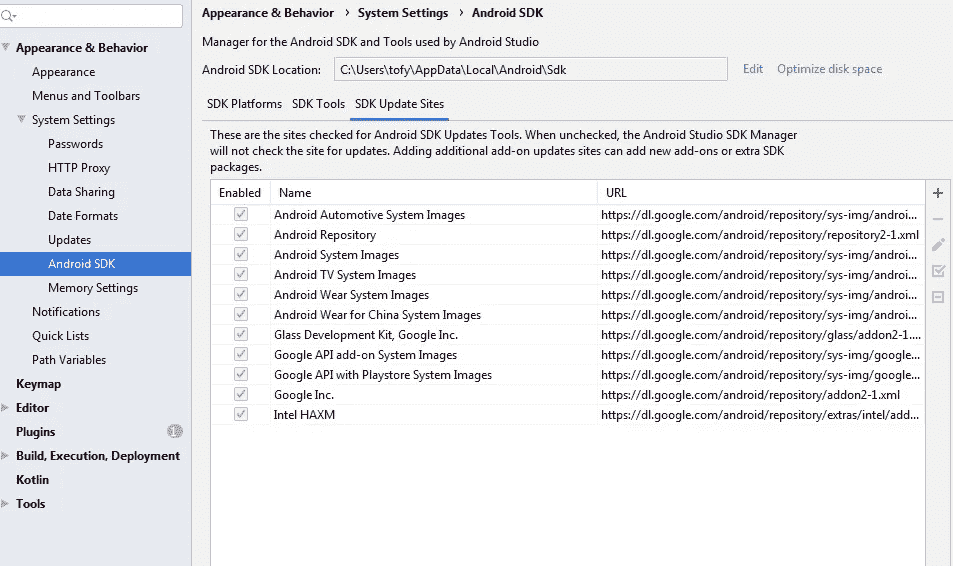 Appearance & Behavior
Appearance
Menus and Toolbars
System Settings
Passwords
HTTP Proxy
Data Sharing
Date Formats
Updates
Android SDK
Memory Settings
Notifications
Quick Lists
Path Variables
Keymap
Editor
Plugins 1
Build, Execution, Deployment
Kotlin
Tools
Appearance & Behavior › System Settings › Android SDK
Manager for the Android SDK and Tools used by Android Studio
Android SDK Location: C:\Users\tofy\AppData\Local\Android\Sdk Edit Optimize disk space
SDK Platforms SDK Tools SDK Update Sites
These are the sites checked for Android SDK Updates Tools. When unchecked, the Android Studio SDK Manager
will not check the site for updates. Adding additional add-on updates sites can add new add-ons or extra SDK
packages.
Enabled Name URL
Android Automotive System Images https://dl.google.com/android/repository/sys-img/androi...
Android Repository https://dl.google.com/android/repository/repository2-1.xml
Android System Images https://dl.google.com/android/repository/sys-img/androi...
Android TV System Images https://dl.google.com/android/repository/sys-img/androi...
Android Wear System Images https://dl.google.com/android/repository/sys-img/androi...
Android Wear for China System Images https://dl.google.com/android/repository/sys-img/androi...
Glass Development Kit, Google Inc. https://dl.google.com/android/repository/glass/addon2-1....
Google API add-on System Images https://dl.google.com/android/repository/sys-img/google...
Google API with Playstore System Images https://dl.google.com/android/repository/sys-img/google...
Google Inc. https://dl.google.com/android/repository/addon2-1.xml
Intel HAXM https://dl.google.com/android/repository/extras/intel/add...